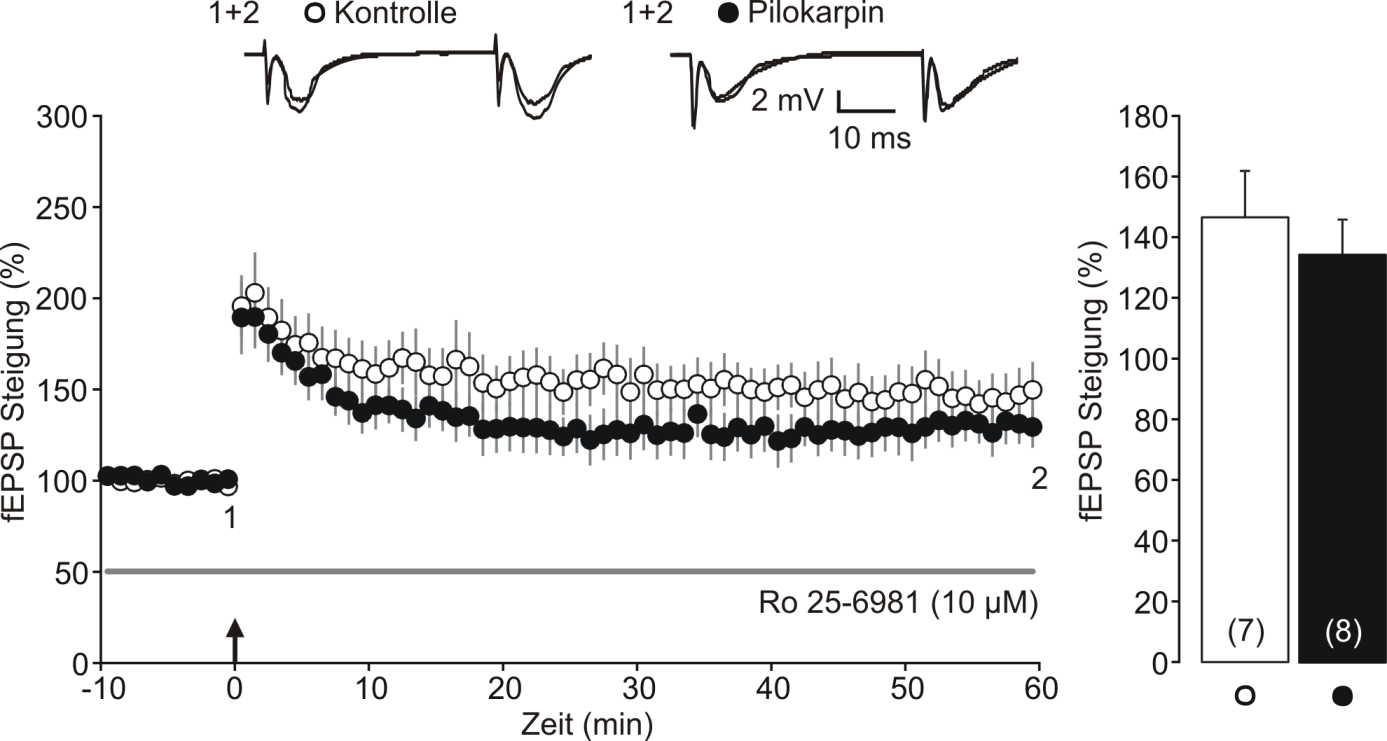 1+2 Kontrolle 1+2 Pilokarpin
2 mV
10 ms
fEPSP Steigung (%)
300
250
200
150
100
50
0
1
2
Ro 25-6981 (10 µM)
-10 0 10 20 30 40 50 60
Zeit (min)
fEPSP Steigung (%)
180
160
140
120
100
80
60
40
20
0
(7) (8)